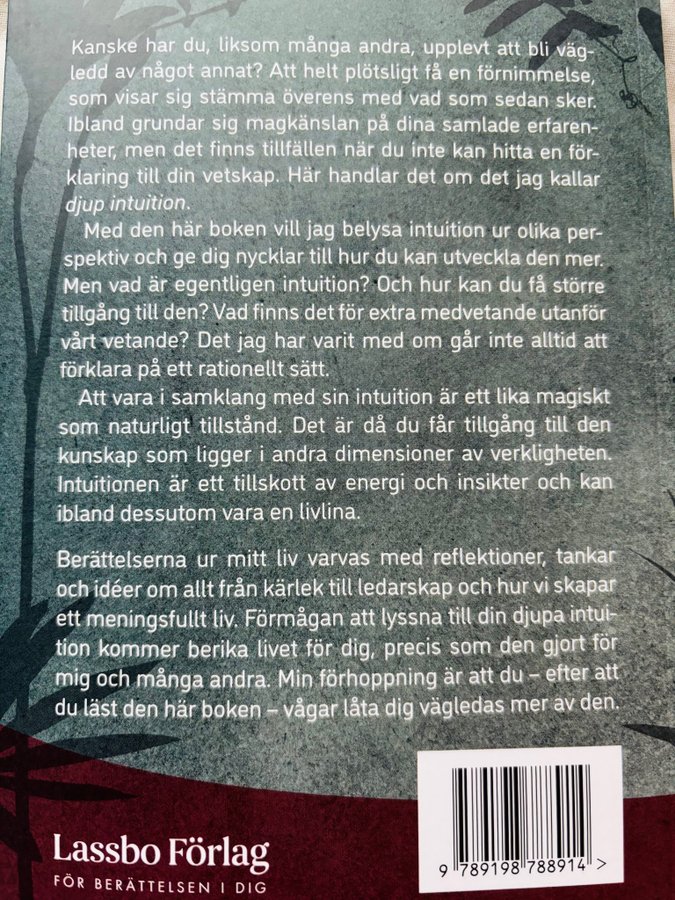 Kanske har du, liksom många andra, upplevt att bli väg-
ledd av något annat? Att helt plötsligt få en förnimmelse,
som visar sig stämma överens med vad som sedan sker.
Ibland grundar sig magkänslan på dina samlade erfaren-
heter, men det finns tillfällen när du inte kan hitta en för-
klaring till din vetskap. Här handlar det om det jag kallar
djup intuition.
Med den här boken vill jag belysa intuition ur olika per-
spektiv och ge dig nycklar till hur du kan utveckla den mer.
Men vad är egentligen intuition? Och hur kan du få större
tillgång till den? Vad finns det för extra medvetande utanför
vårt vetande? Det jag har varit med om går inte alltid att
förklara på ett rationellt sätt.
Att vara i samklang med sin intuition är ett lika magiskt
som naturligt tillstånd. Det är då du får tillgång till den
kunskap som ligger i andra dimensioner av verkligheten.
Intuitionen är ett tillskott av energi och insikter och kan
ibland dessutom vara en livlina.
Berättelserna ur mitt liv varvas med reflektioner, tankar
och idéer om allt från kärlek till ledarskap och hur vi skapar
ett meningsfullt liv. Förmågan att lyssna till din djupa intui-
tion kommer berika livet för dig, precis som den gjort för
mig och många andra. Min förhoppning är att du – efter att
du läst den här boken – vågar låta dig vägledas mer av den.
Lassbo Förlag
FÖR BERÄTTELSEN I DIG
9 789198 788914 >